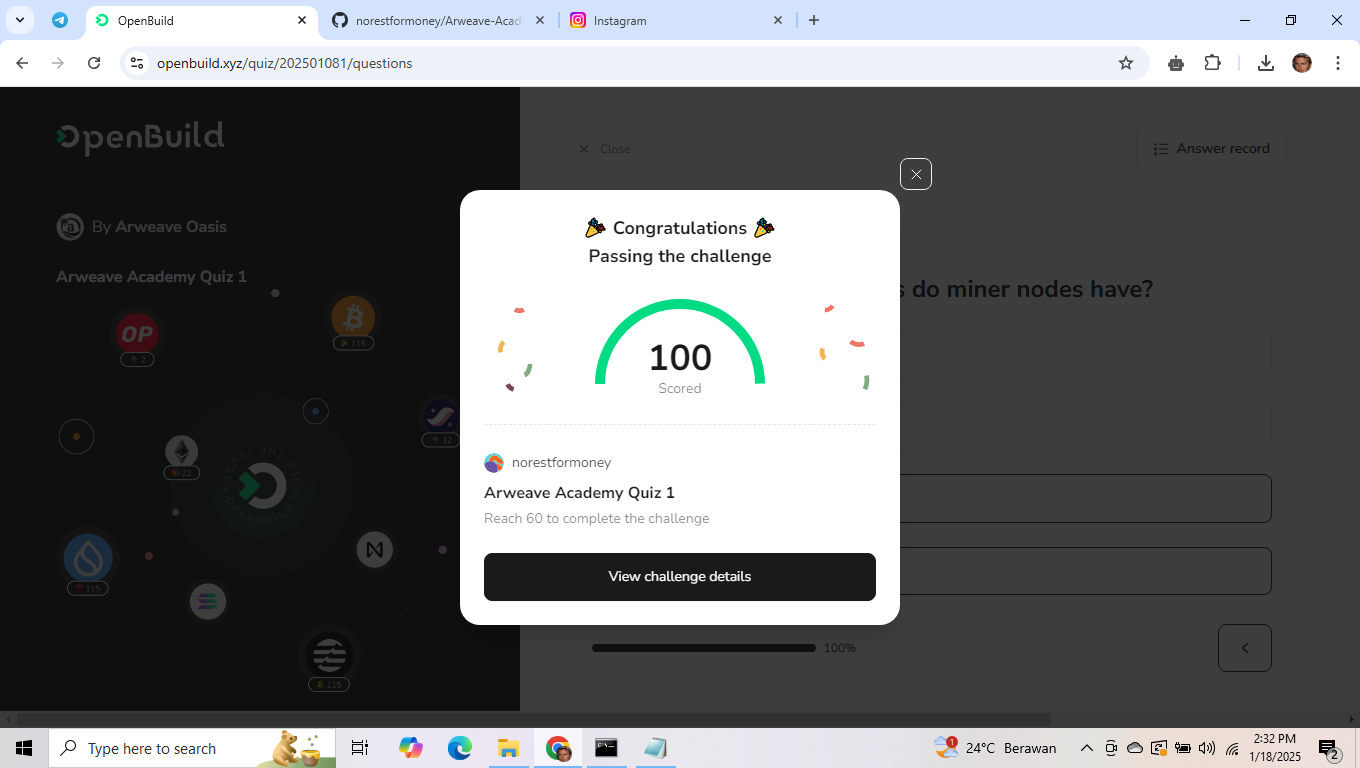 OpenBuild
norestformoney/Arweave-Acad
Instagram
openbuild.xyz/quiz/202501081/questions
OpenBuild
Close
Answer record
By Arweave Oasis
Arweave Academy Quiz 1
s do miner nodes have?
Congratulations
Passing the challenge
100
Scored
norestformoney
Arweave Academy Quiz 1
Reach 60 to complete the challenge
View challenge details
OP
2
115
32
22
115
115
100%
Type here to search
24°C Berawan
2:32 PM
1/18/2025
1
2